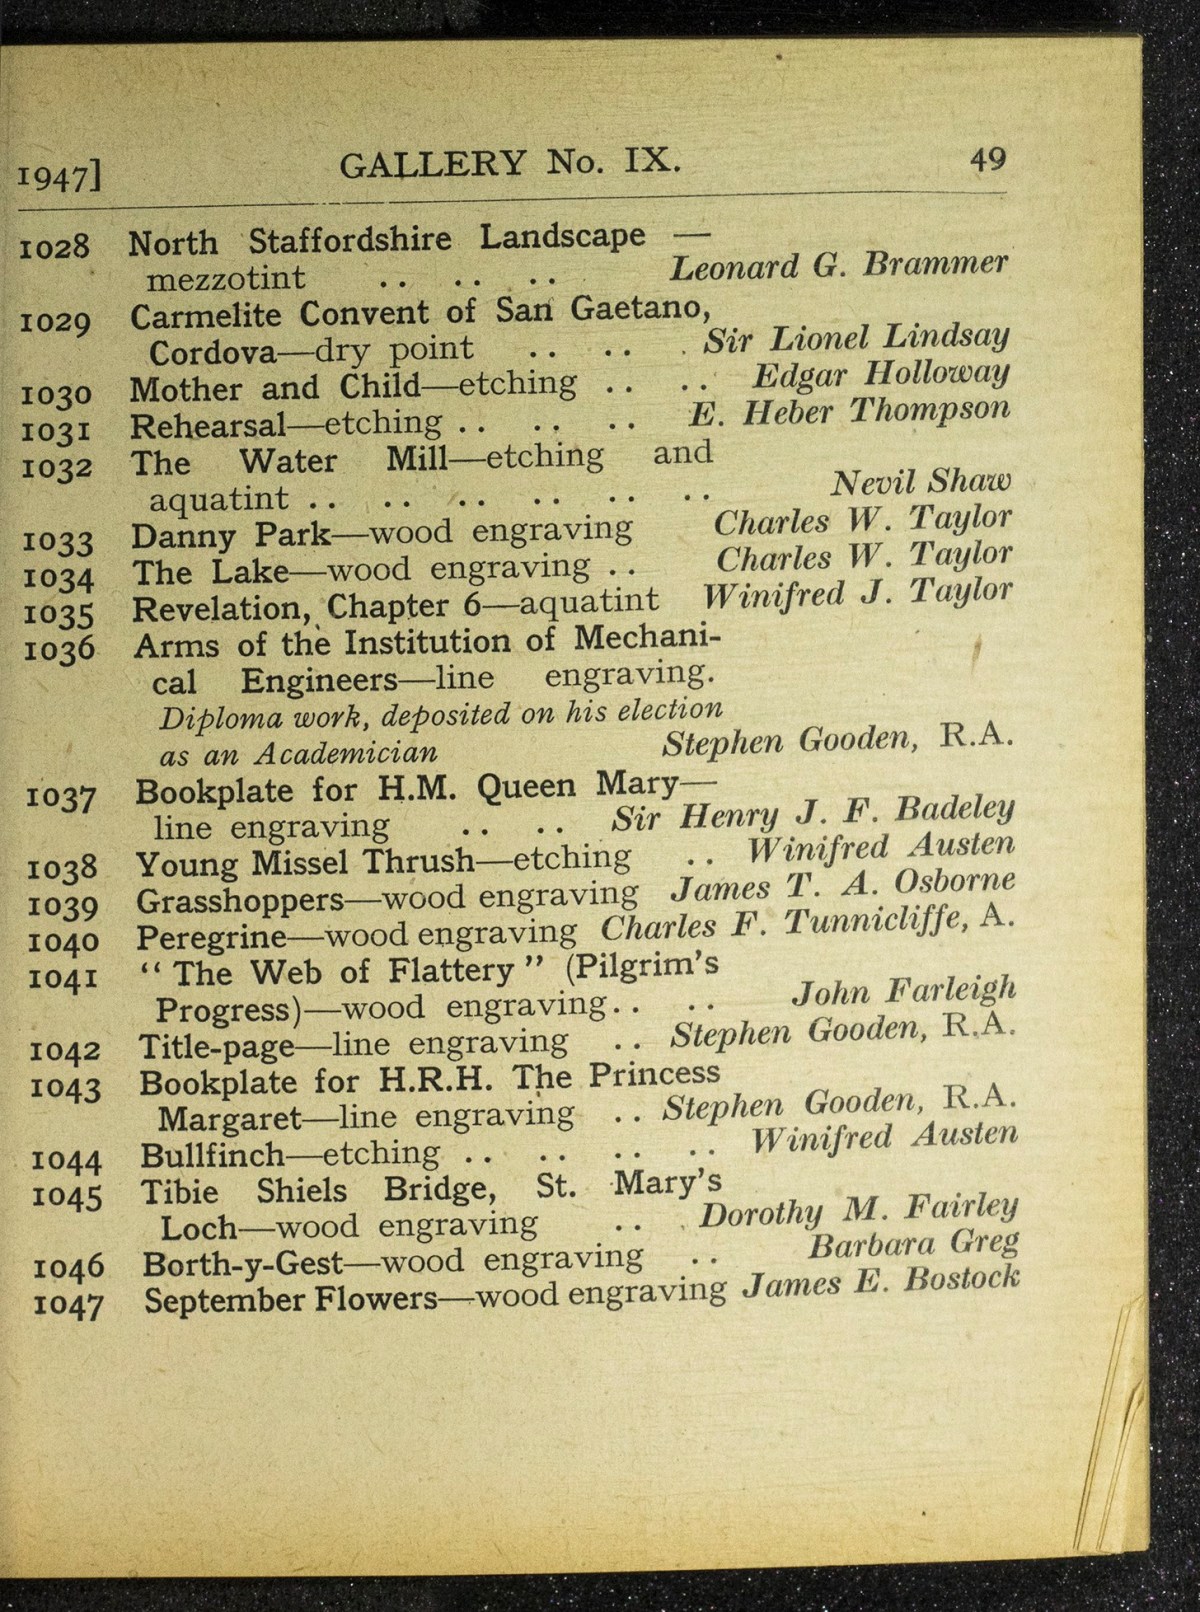 1947] GALLERY No. IX. 49
1028 North Staffordshire Landscape —
mezzotint .. .. .. Leonard G. Brammer
1029 Carmelite Convent of San Gaetano,
Cordova—dry point .. .. Sir Lionel Lindsay
1030 Mother and Child—etching .. .. Edgar Holloway
1031 Rehearsal—etching .. .. .. E. Heber Thompson
1032 The Water Mill—etching and
aquatint .. .. .. .. .. .. Nevil Shaw
1033 Danny Park—wood engraving Charles W. Taylor
1034 The Lake—wood engraving .. Charles W. Taylor
1035 Revelation, Chapter 6—aquatint Winifred J. Taylor
1036 Arms of the Institution of Mechani-
cal Engineers—line engraving.
Diploma work, deposited on his election
as an Academician Stephen Gooden, R.A.
1037 Bookplate for H.M. Queen Mary—
line engraving .. .. Sir Henry J. F. Badeley
1038 Young Missel Thrush—etching .. Winifred Austen
1039 Grasshoppers—wood engraving James T. A. Osborne
1040 Peregrine—wood engraving Charles F. Tunnicliffe, A.
1041 “ The Web of Flattery ” (Pilgrim’s
Progress)—wood engraving.. .. John Farleigh
1042 Title-page—line engraving .. Stephen Gooden, R.A.
1043 Bookplate for H.R.H. The Princess
Margaret—line engraving .. Stephen Gooden, R.A.
1044 Bullfinch—etching .. .. .. .. Winifred Austen
1045 Tibie Shiels Bridge, St. Mary’s
Loch—wood engraving .. Dorothy M. Fairley
1046 Borth-y-Gest—wood engraving .. Barbara Greg
1047 September Flowers—wood engraving James E. Bostock